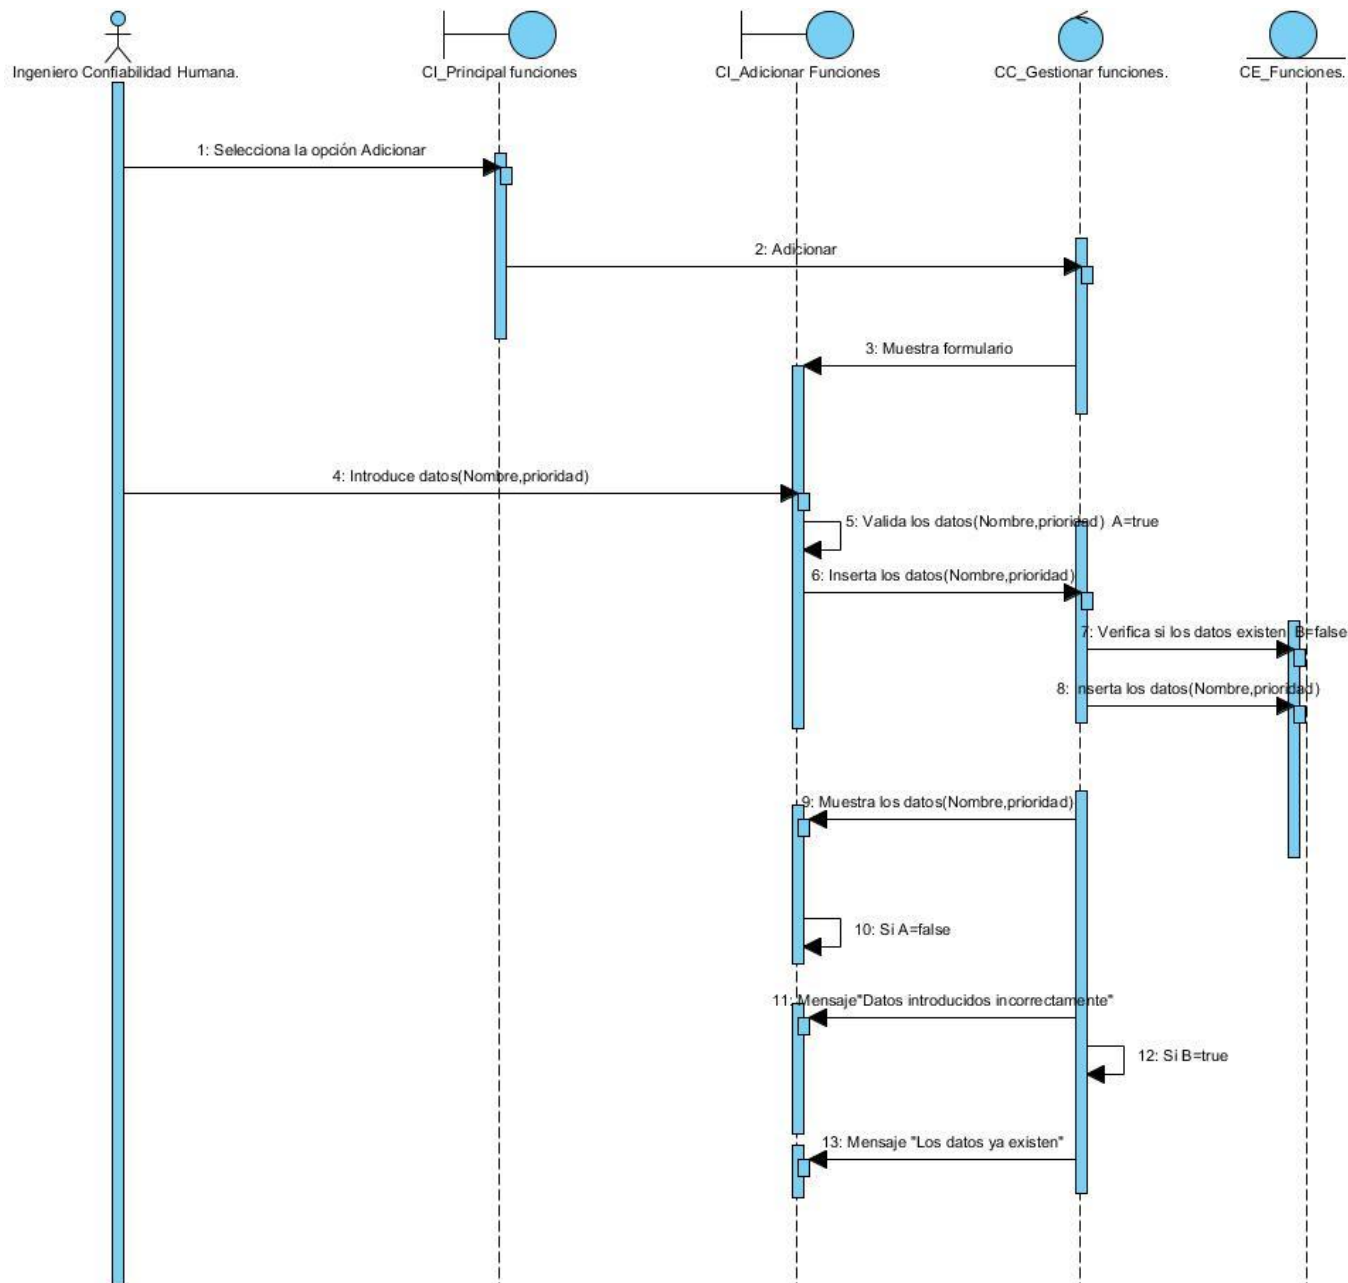 Ingeniero Confiabilidad Humana.
CI_Principal funciones
CI_Adicionar Funciones
CC_Gestionar funciones.
CE_Funciones.
1: Selecciona la opción Adicionar
2: Adicionar
3: Muestra formulario
4: Introduce datos(Nombre,prioridad)
5: Valida los datos(Nombre,prioridad) A=true
6: Inserta los datos(Nombre,prioridad)
7: Verifica si los datos existen B=false
8: Inserta los datos(Nombre,prioridad)
9: Muestra los datos(Nombre,prioridad)
10: Si A=false
11: Mensaje"Datos introducidos incorrectamente"
12: Si B=true
13: Mensaje "Los datos ya existen"